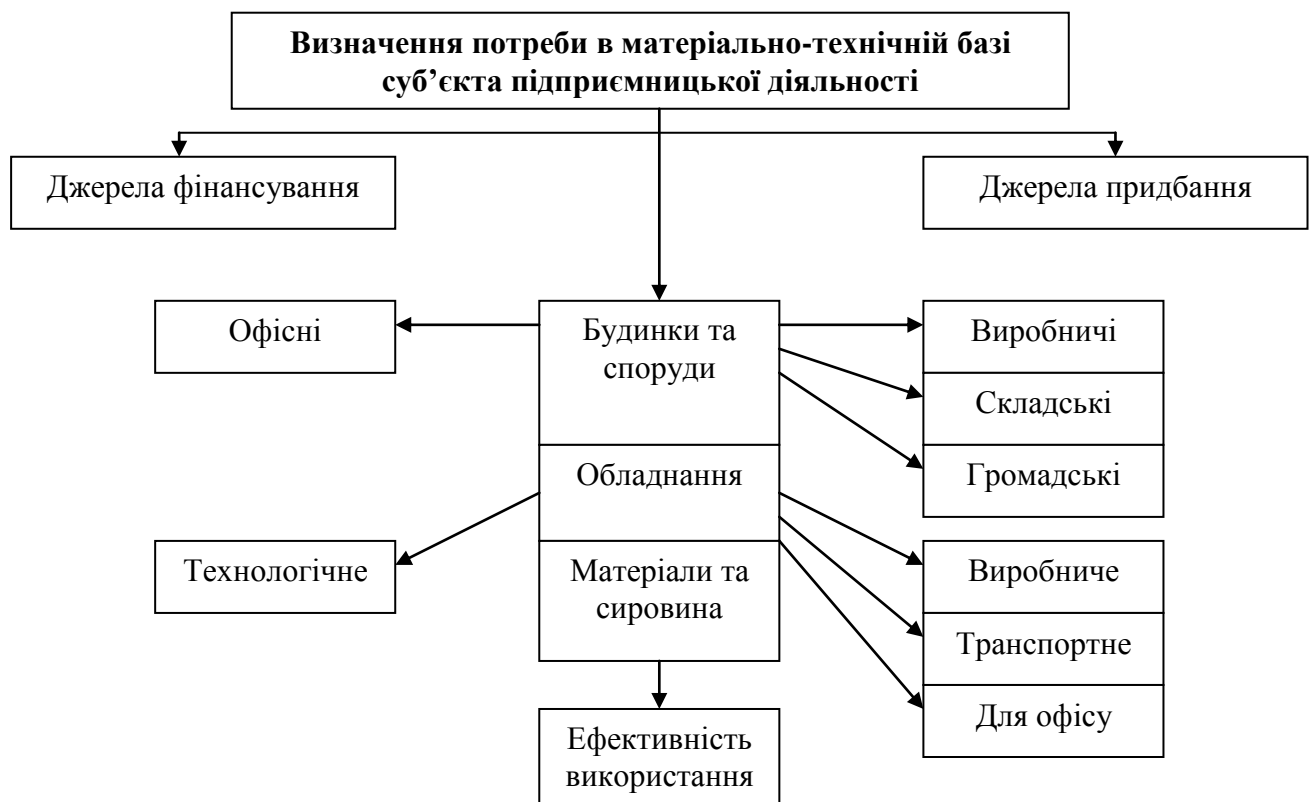 Визначення потреби в матеріально-технічній базі
суб’єкта підприємницької діяльності
Джерела фінансування
Джерела придбання
Офісні
Будинки та
споруди
Виробничі
Складські
Громадські
Обладнання
Технологічне
Матеріали та
сировина
Виробниче
Транспортне
Для офісу
Ефективність
використання